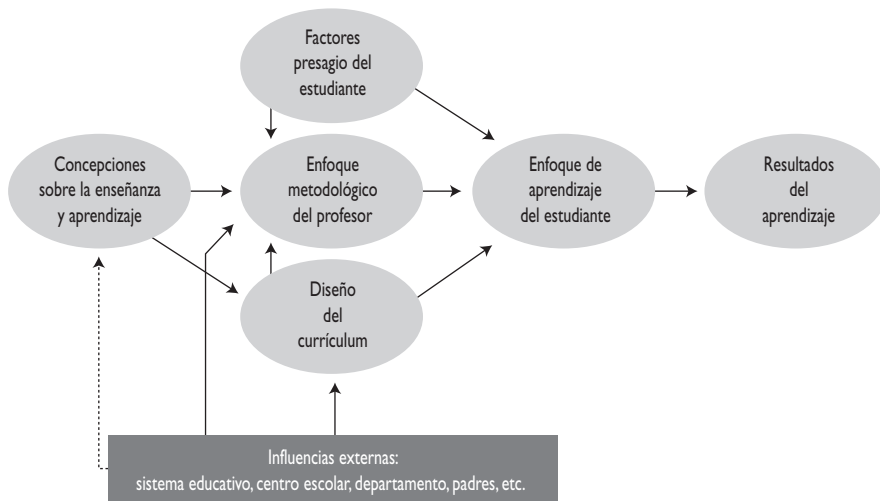 Factores
presagio del
estudiante
Concepciones
sobre la enseñanza
y aprendizaje
Enfoque
metodológico
del profesor
Enfoque de
aprendizaje
del estudiante
Resultados
del
aprendizaje
Diseño
del
currículum
Influencias externas:
sistema educativo, centro escolar, departamento, padres, etc.